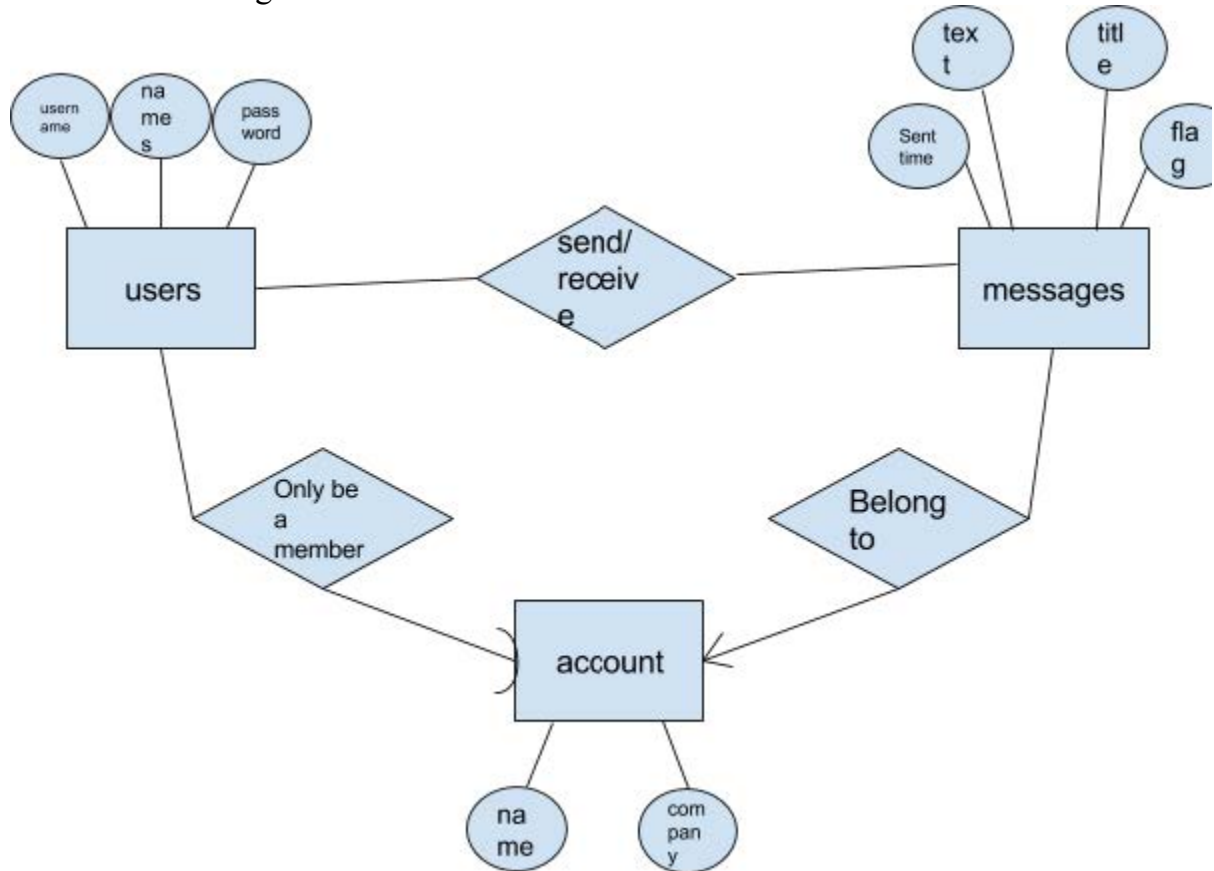 tex
t
titl
e
usern
ame
na
me
s
pass
word
Sent
time
fla
g
send/
receiv
e
users
messages
Only be
a
member
Belong
to
account
na
me
com
pan
y